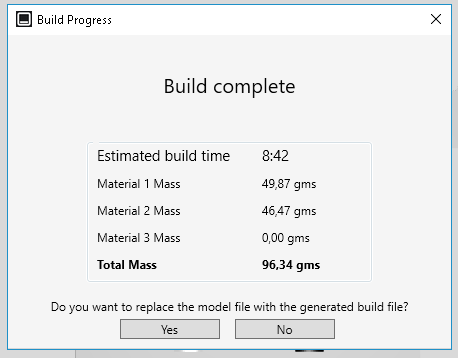 Build Progress
Build complete
Estimated build time 8:42
Material 1 Mass 49,87 gms
Material 2 Mass 46,47 gms
Material 3 Mass 0,00 gms
Total Mass 96,34 gms
Do you want to replace the model file with the generated build file?
Yes No